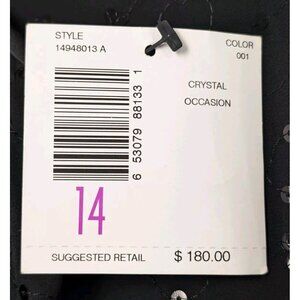 STYLE
14948013 A
COLOR
001
CRYSTAL
OCCASION
6 53079 88133 1
14
SUGGESTED RETAIL $ 180.00